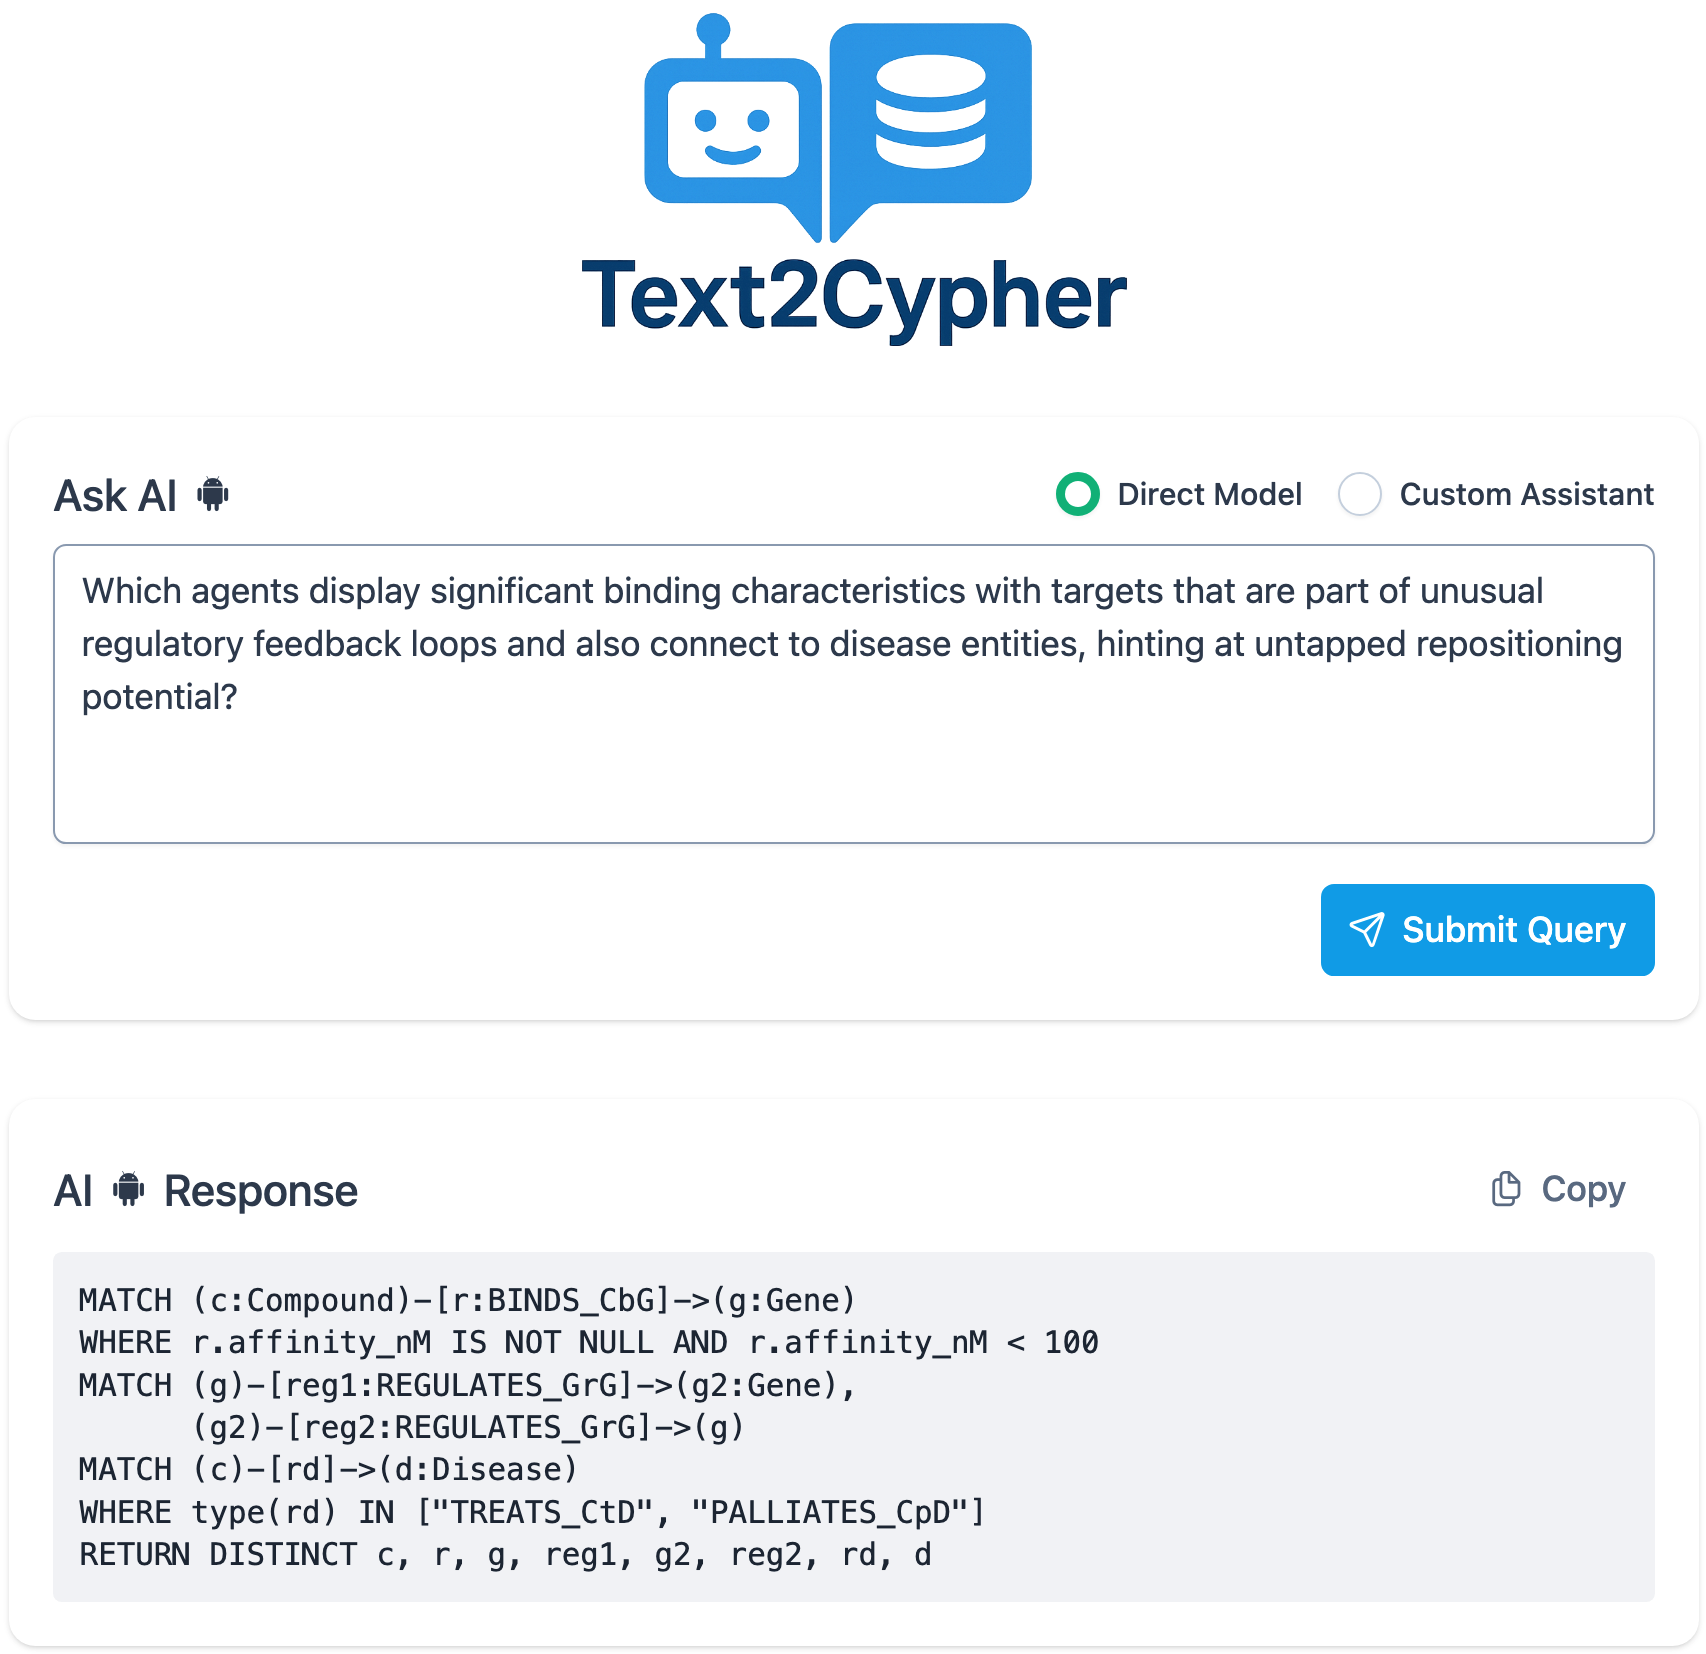 Text2Cypher
Ask AI
Direct Model
Custom Assistant
Which agents display significant binding characteristics with targets that are part of unusual
regulatory feedback loops and also connect to disease entities, hinting at untapped repositioning
potential?
Submit Query
AI Response
Copy
MATCH (c:Compound)-[r:BINDS_CbG]->(g:Gene)
WHERE r.affinity_nM IS NOT NULL AND r.affinity_nM < 100
MATCH (g)-[reg1:REGULATES_GrG]->(g2:Gene),
      (g2)-[reg2:REGULATES_GrG]->(g)
MATCH (c)-[rd]->(d:Disease)
WHERE type(rd) IN ["TREATS_CtD", "PALLIATES_CpD"]
RETURN DISTINCT c, r, g, reg1, g2, reg2, rd, d